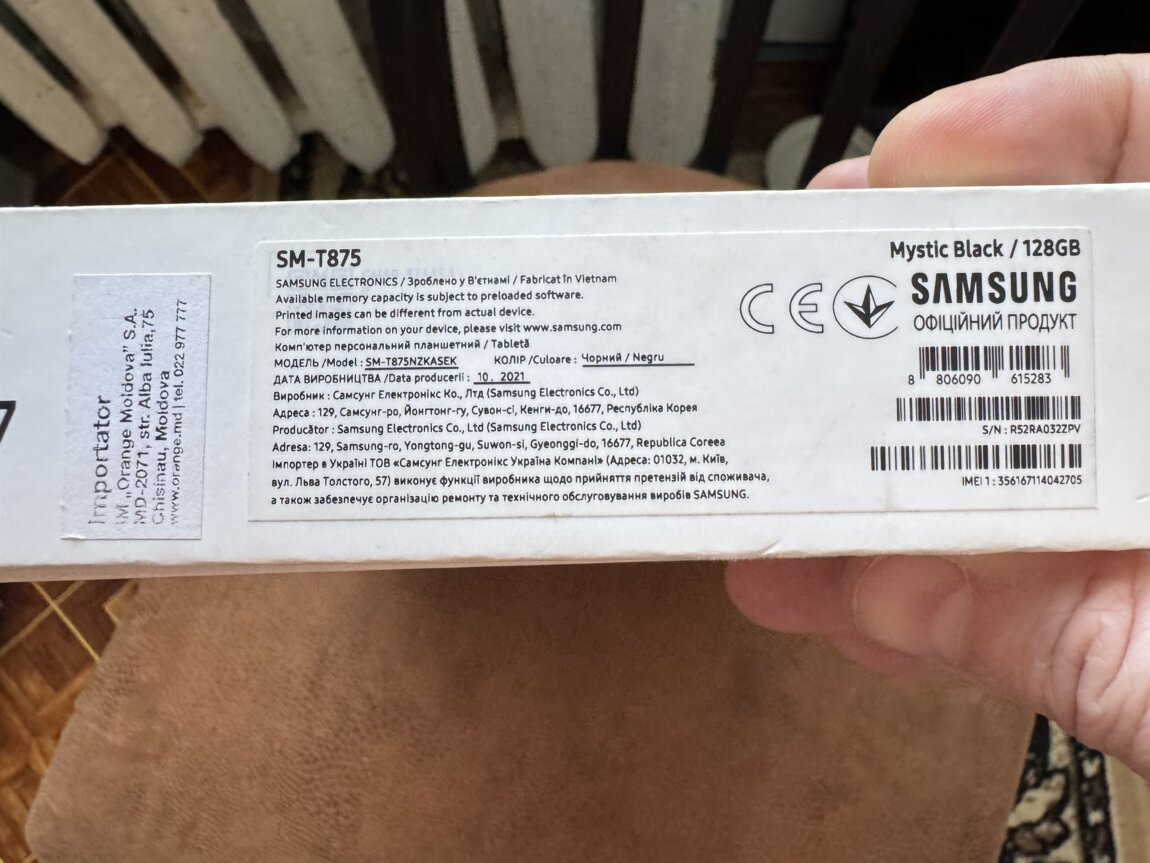 7
Importator
IM „Orange Moldova” S.A.
MD-2071, str. Alba Iulia,75
Chisinau, Moldova
www.orange.md | tel. 022 977 777
SM-T875
SAMSUNG ELECTRONICS / Зроблено у В'єтнамі / Fabricat în Vietnam
Available memory capacity is subject to preloaded software.
Printed images can be different from actual device.
For more information on your device, please visit www.samsung.com
Комп'ютер персональний планшетний / Tabletă
МОДЕЛЬ /Model : SM-T875NZKASEK КОЛІР /Culoare : Чорний / Negru
ДАТА ВИРОБНИЦТВА /Data producerii : 10, 2021
Виробник : Самсунг Електронікс Ко., Лтд (Samsung Electronics Co., Ltd)
Адреса : 129, Самсунг-ро, Йонгтонг-гу, Сувон-сі, Кенги-до, 16677, Республіка Корея
Producător : Samsung Electronics Co., Ltd (Samsung Electronics Co., Ltd)
Adresa: 129, Samsung-ro, Yongtong-gu, Suwon-si, Gyeonggi-do, 16677, Republica Coreea
Імпортер в Україні ТОВ «Самсунг Електронікс Україна Компані» (Адреса: 01032, м. Київ,
вул. Льва Толстого, 57) виконує функції виробника щодо прийняття претензій від споживача,
а також забезпечує організацію ремонту та технічного обслуговування виробів SAMSUNG.
Mystic Black / 128GB
CE
SAMSUNG
ОФІЦІЙНИЙ ПРОДУКТ
8 806090 615283
S/N : R52RA032ZPV
IMEI 1 : 356167114042705